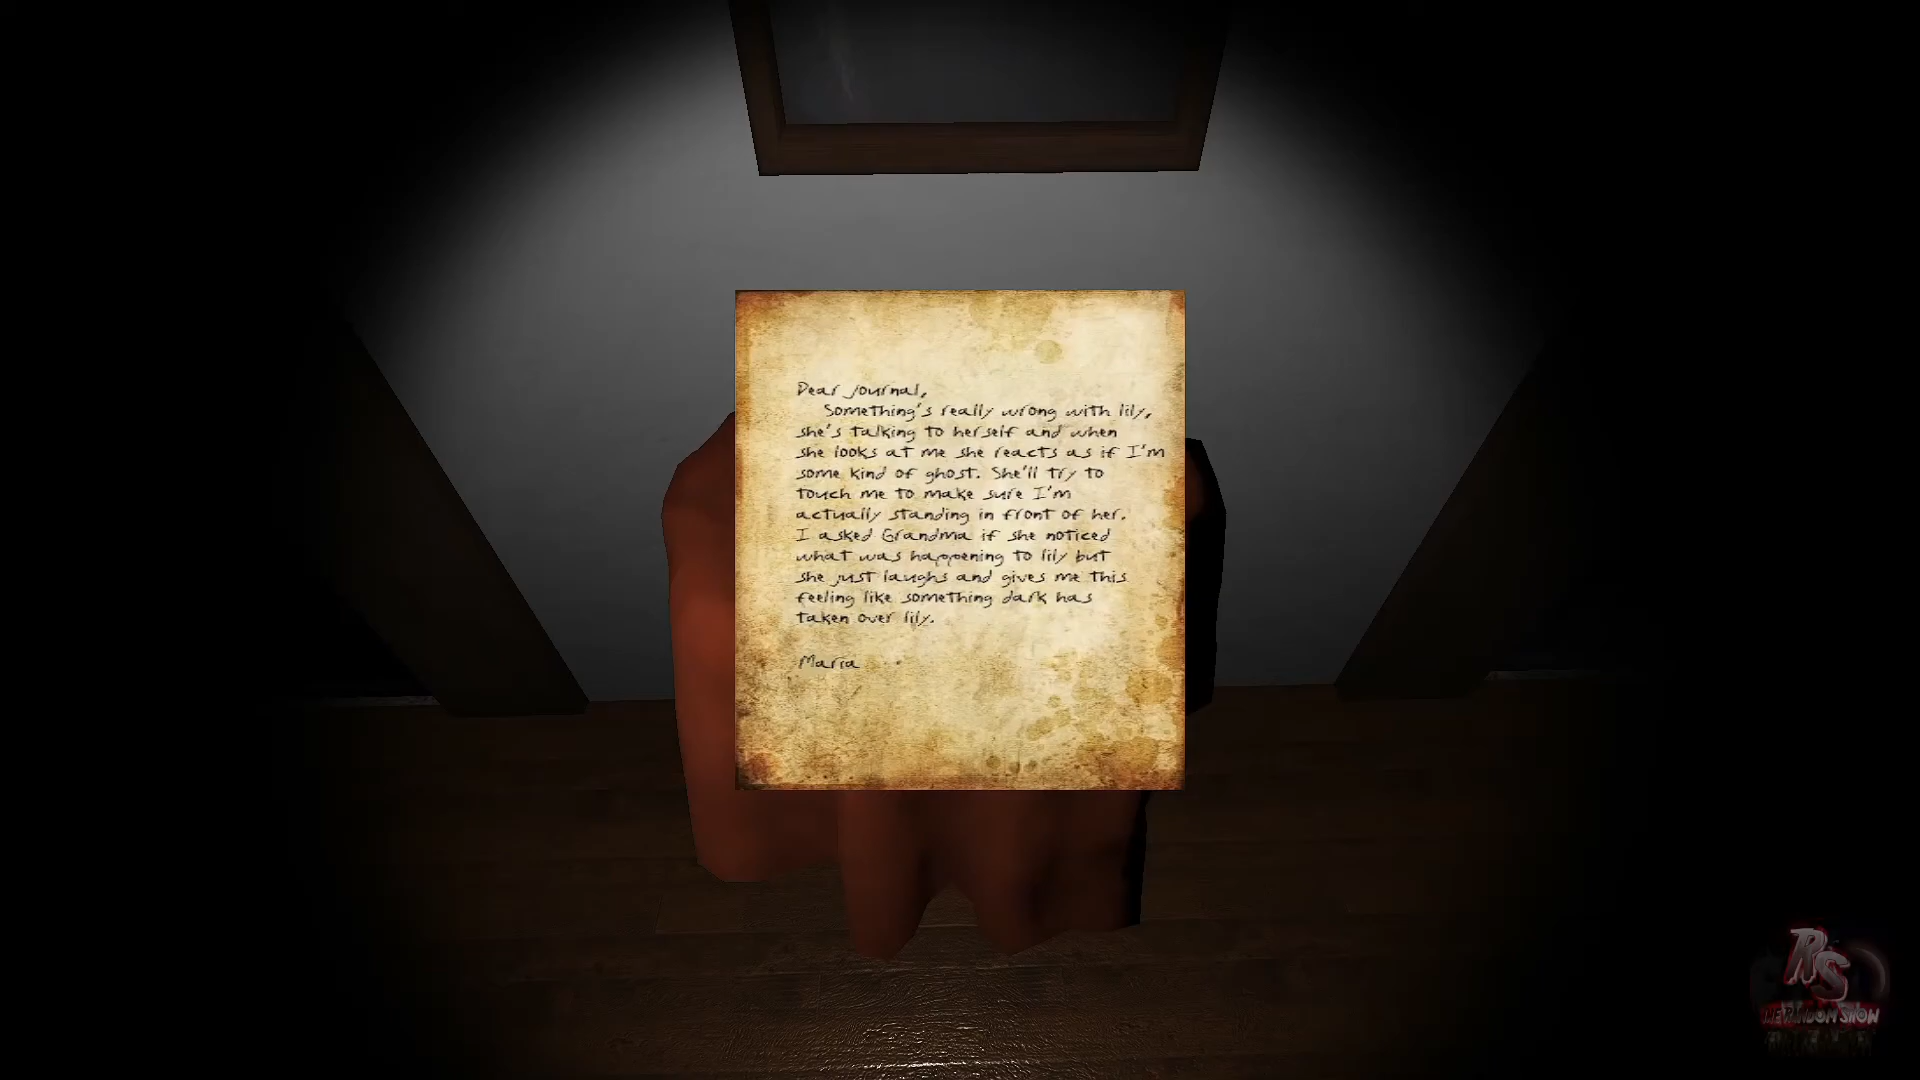 Dear journal,
Something's really wrong with lily,
she's talking to herself and when
she looks at me she reacts as if I'm
some kind of ghost. She'll try to
touch me to make sure I'm
actually standing in front of her.
I asked Grandma if she noticed
what was happening to lily but
she just laughs and gives me this
feeling like something dark has
taken over lily.
Maria
RS
THE RANDOM SHOW